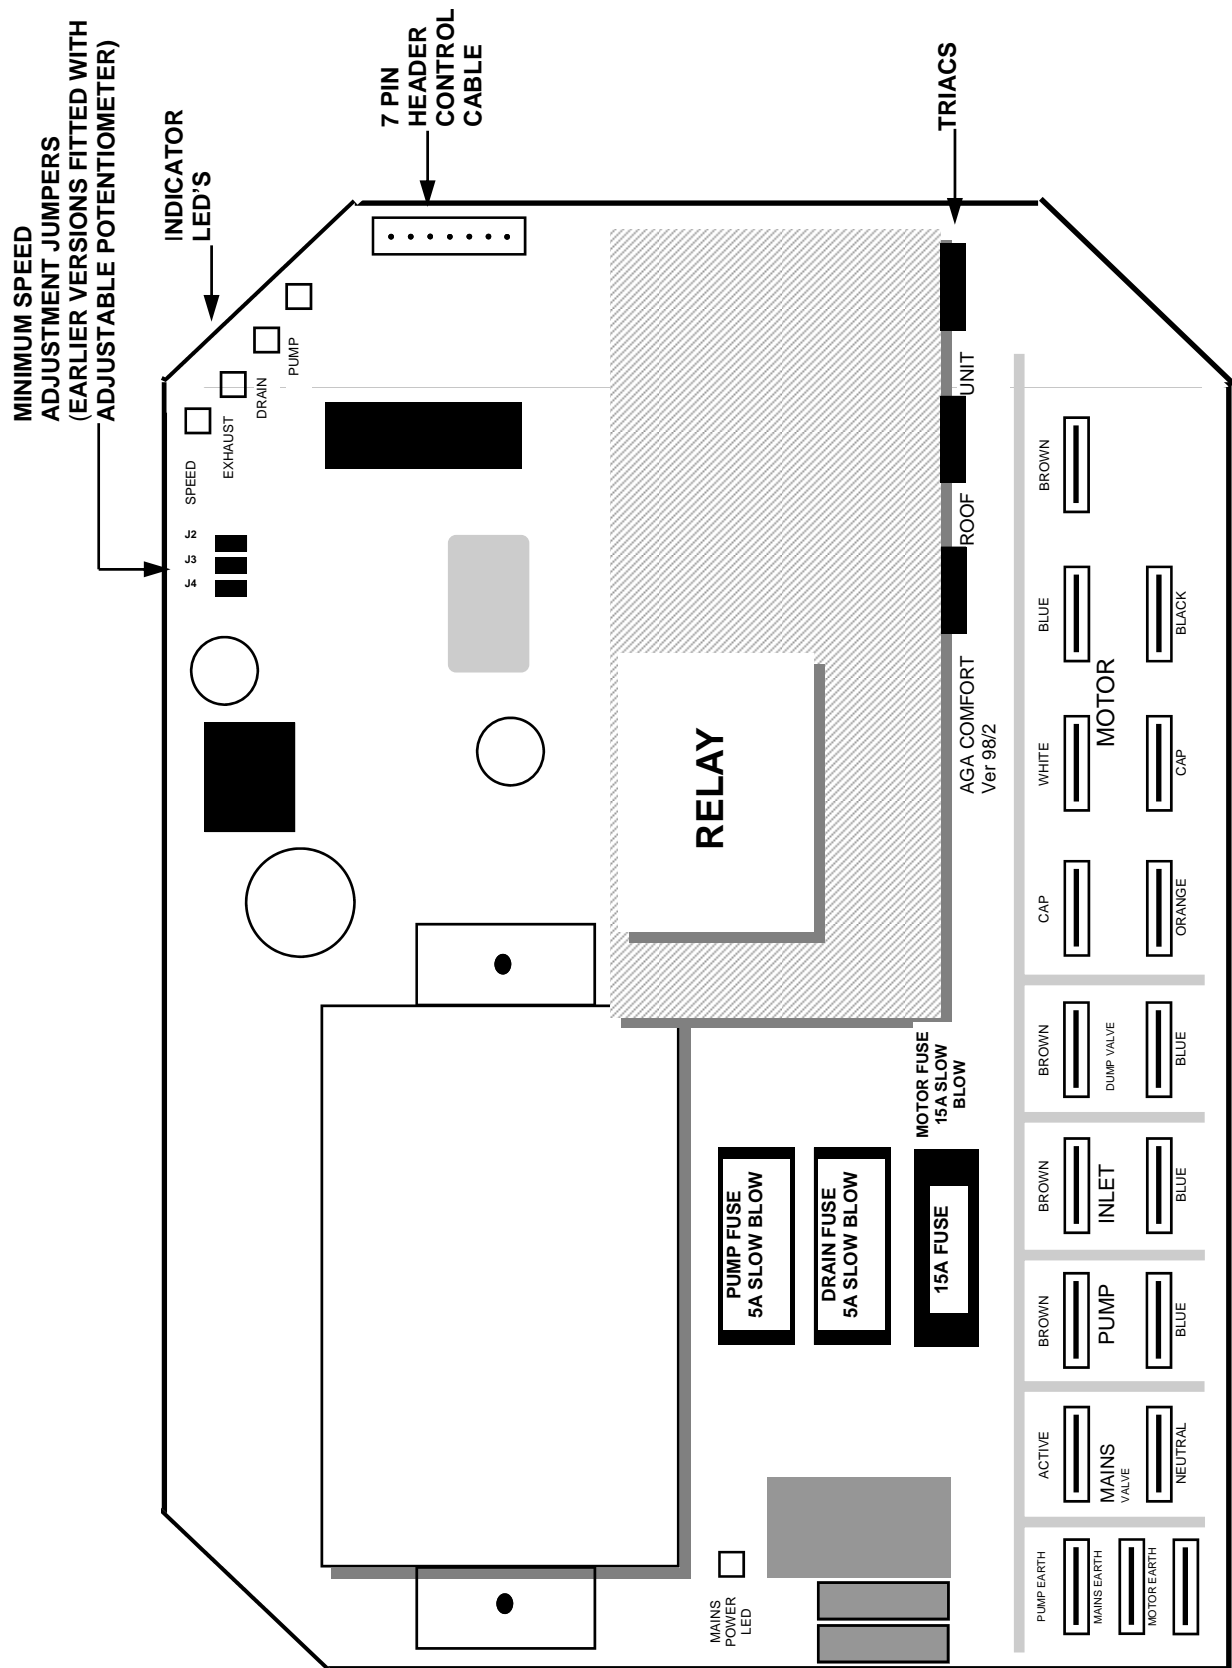 MINIMUM SPEED
ADJUSTMENT JUMPERS
(EARLIER VERSIONS FITTED WITH
ADJUSTABLE POTENTIOMETER)
INDICATOR
LED'S
7 PIN
HEADER
CONTROL
CABLE
TRIACS
J4
J3
J2
SPEED
EXHAUST
DRAIN
PUMP
RELAY
AGA COMFORT
Ver 98/2
ROOF
UNIT
MAINS
POWER
LED
PUMP FUSE
5A SLOW BLOW
DRAIN FUSE
5A SLOW BLOW
15A FUSE
MOTOR FUSE
15A SLOW
BLOW
PUMP EARTH
MAINS EARTH
MOTOR EARTH
ACTIVE
MAINS
VALVE
NEUTRAL
BROWN
PUMP
BLUE
BROWN
INLET
BLUE
BROWN
DUMP VALVE
BLUE
CAP
WHITE
BLUE
BROWN
MOTOR
ORANGE
CAP
BLACK